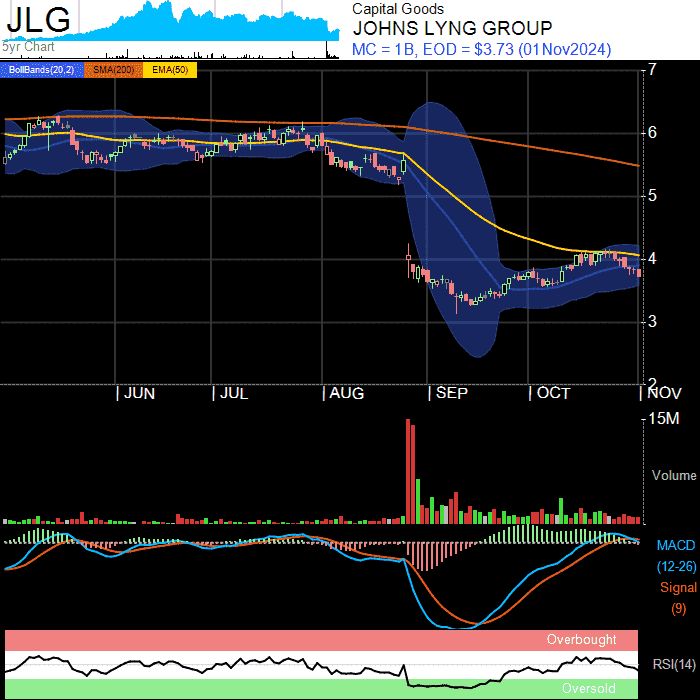 JLG
5yr Chart
Capital Goods
JOHNS LYNG GROUP
MC = 1B, EOD = $3.73 (01Nov2024)
BollBands(20,2) SMA(200) EMA(50)
7
6
5
4
3
2
JUN JUL AUG SEP OCT NOV
15M
Volume
MACD
(12-26)
Signal
(9)
Overbought
RSI(14)
Oversold